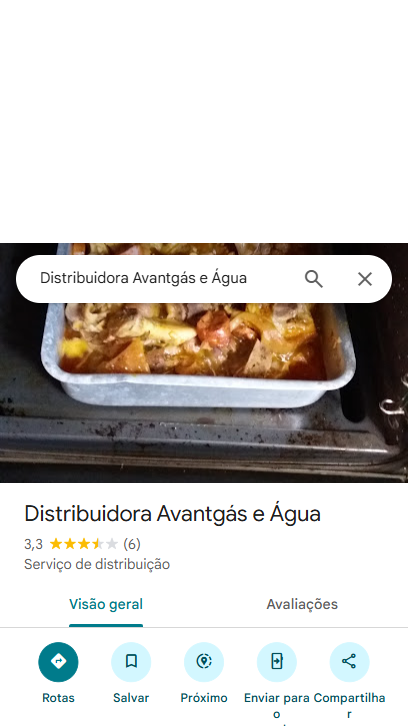 Distribuidora Avantgás e Água
Distribuidora Avantgás e Água
3,3 (6)
Serviço de distribuição
Visão geral Avaliações
Rotas Salvar Próximo Enviar para Compartilha
o r